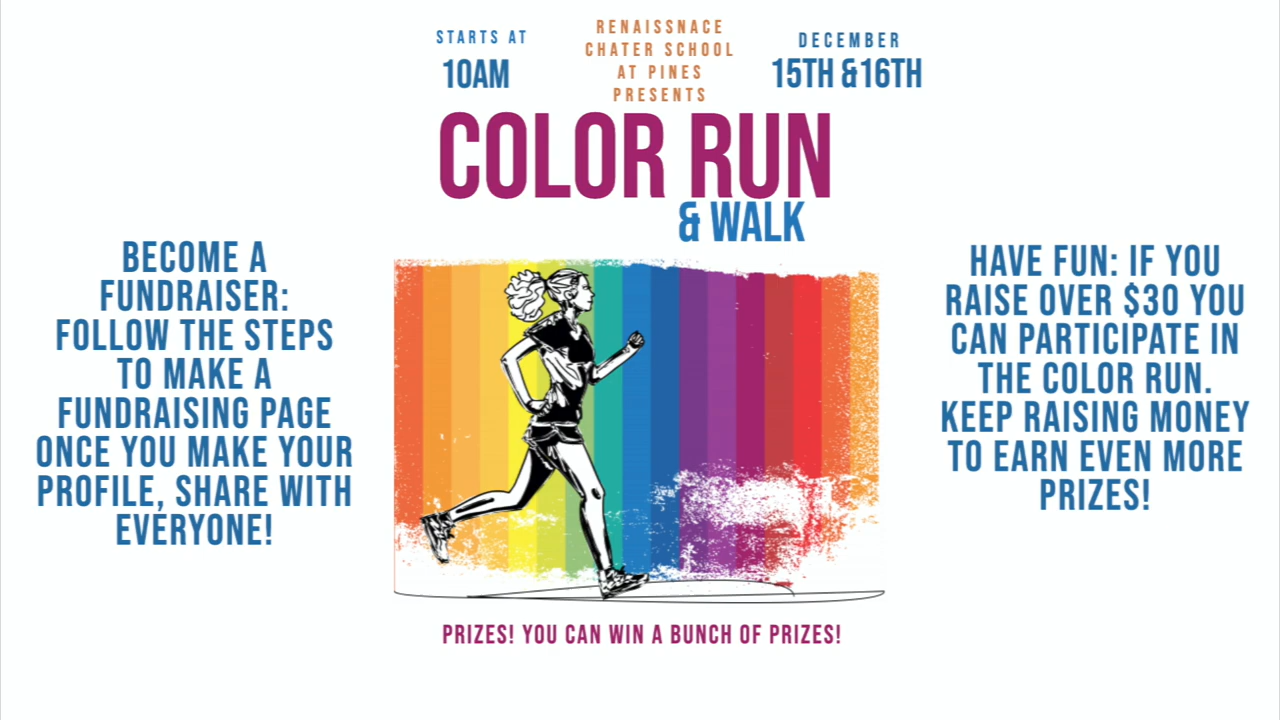 STARTS AT
10AM
RENAISSNACE
CHATER SCHOOL
AT PINES
PRESENTS
DECEMBER
15TH &16TH
COLOR RUN
& WALK
BECOME A
FUNDRAISER:
FOLLOW THE STEPS
TO MAKE A
FUNDRAISING PAGE
ONCE YOU MAKE YOUR
PROFILE, SHARE WITH
EVERYONE!
HAVE FUN: IF YOU
RAISE OVER $30 YOU
CAN PARTICIPATE IN
THE COLOR RUN.
KEEP RAISING MONEY
TO EARN EVEN MORE
PRIZES!
PRIZES! YOU CAN WIN A BUNCH OF PRIZES!